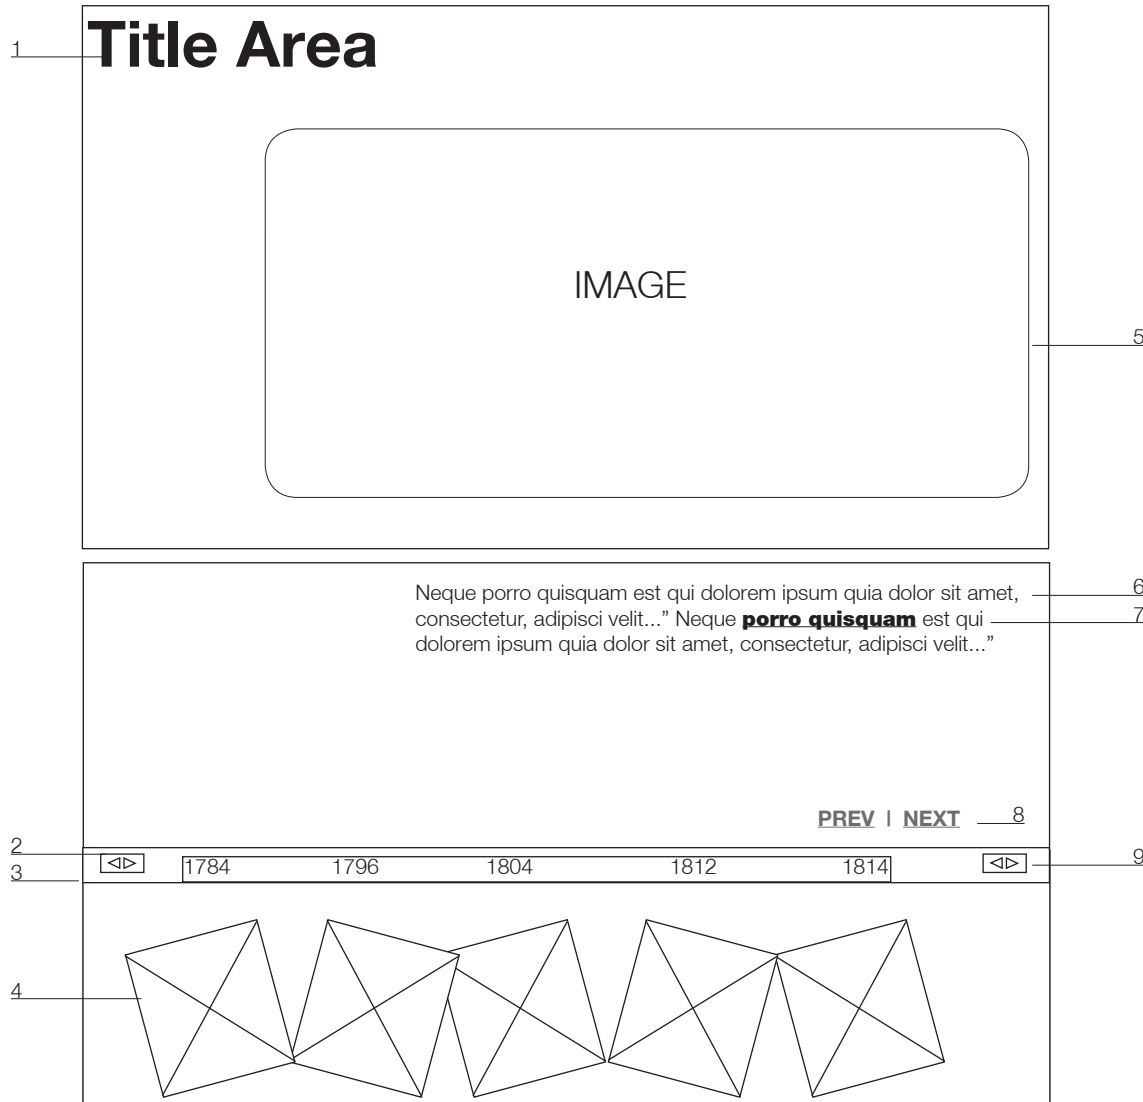 Title Area
1
IMAGE
5
Neque porro quisquam est qui dolorem ipsum quia dolor sit amet,
6
consectetur, adipisci velit...” Neque porro quisquam est qui
7
dolorem ipsum quia dolor sit amet, consectetur, adipisci velit...”
PREV | NEXT
8
2
9
1784 1796 1804 1812 1814
3
4